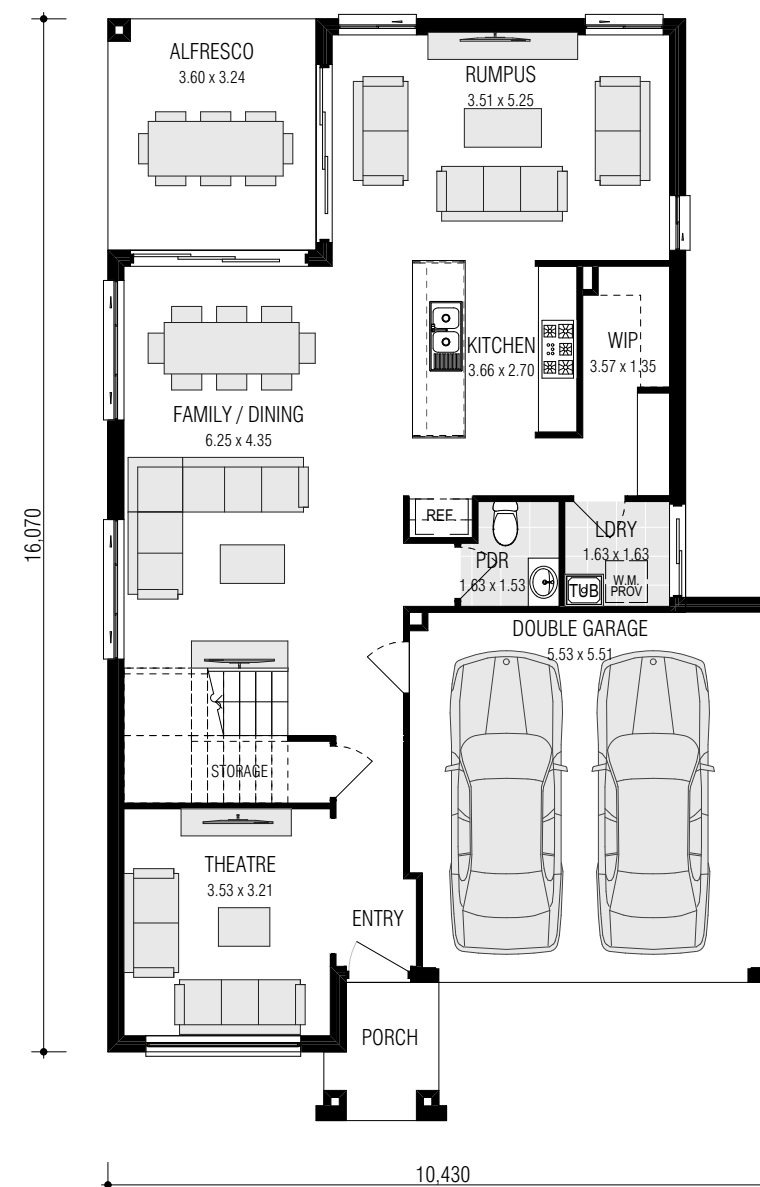 ALFRESCO
3.60 x 3.24
RUMPUS
3.51 x 5.25
KITCHEN
3.66 x 2.70
WIP
3.57 x 1.35
FAMILY / DINING
6.25 x 4.35
16,070
REF
PDR
1.63 x 1.53
LDRY
1.63 x 1.63
W.M.
PROV
TUB
DOUBLE GARAGE
5.53 x 5.51
STORAGE
THEATRE
3.53 x 3.21
ENTRY
PORCH
10,430